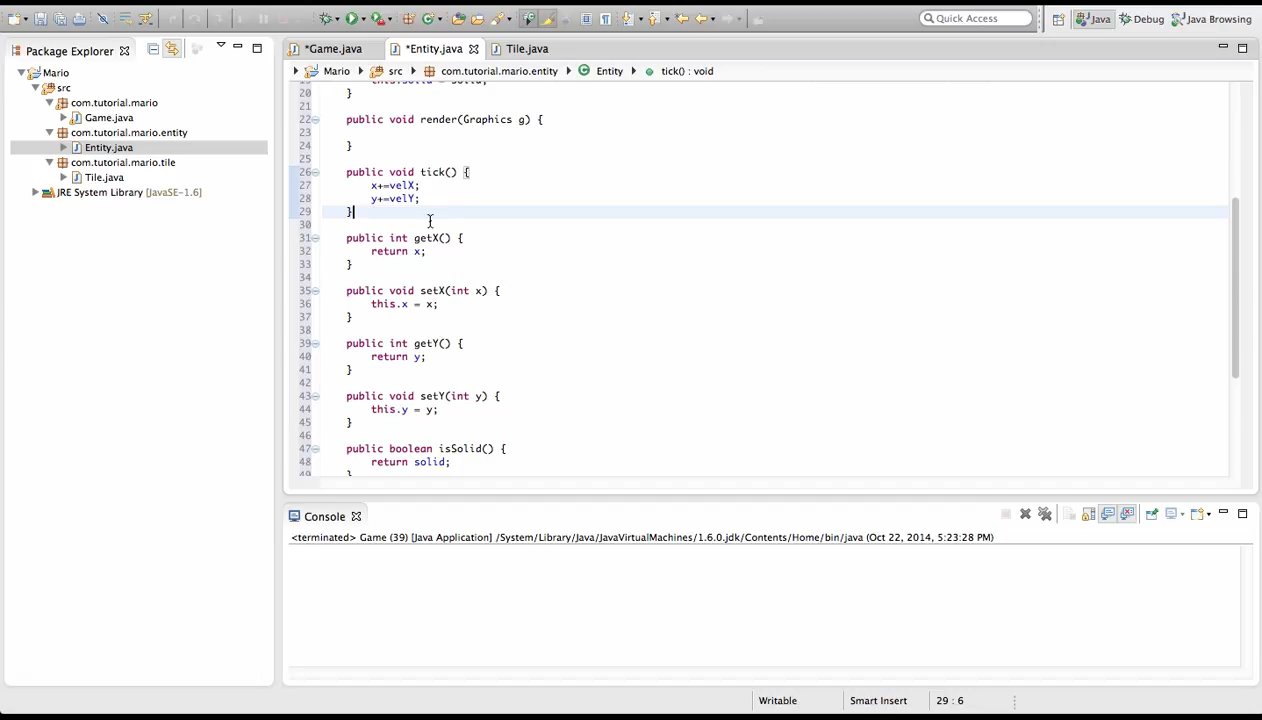 Quick Access
Java
Debug
Java Browsing
Package Explorer
*Game.java
*Entity.java
Tile.java
Mario
src
com.tutorial.mario.entity
Entity
tick() : void
Mario
src
com.tutorial.mario
Game.java
com.tutorial.mario.entity
Entity.java
com.tutorial.mario.tile
Tile.java
JRE System Library [JavaSE-1.6]
20 }
21
22 public void render(Graphics g) {
23
24 }
25
26 public void tick() {
27 x+=velX;
28 y+=velY;
29 }
30
31 public int getX() {
32 return x;
33 }
34
35 public void setX(int x) {
36 this.x = x;
37 }
38
39 public int getY() {
40 return y;
41 }
42
43 public void setY(int y) {
44 this.y = y;
45 }
46
47 public boolean isSolid() {
48 return solid;
Console
<terminated> Game (39) [Java Application] /System/Library/Java/JavaVirtualMachines/1.6.0.jdk/Contents/Home/bin/java (Oct 22, 2014, 5:23:28 PM)
Writable
Smart Insert
29 : 6